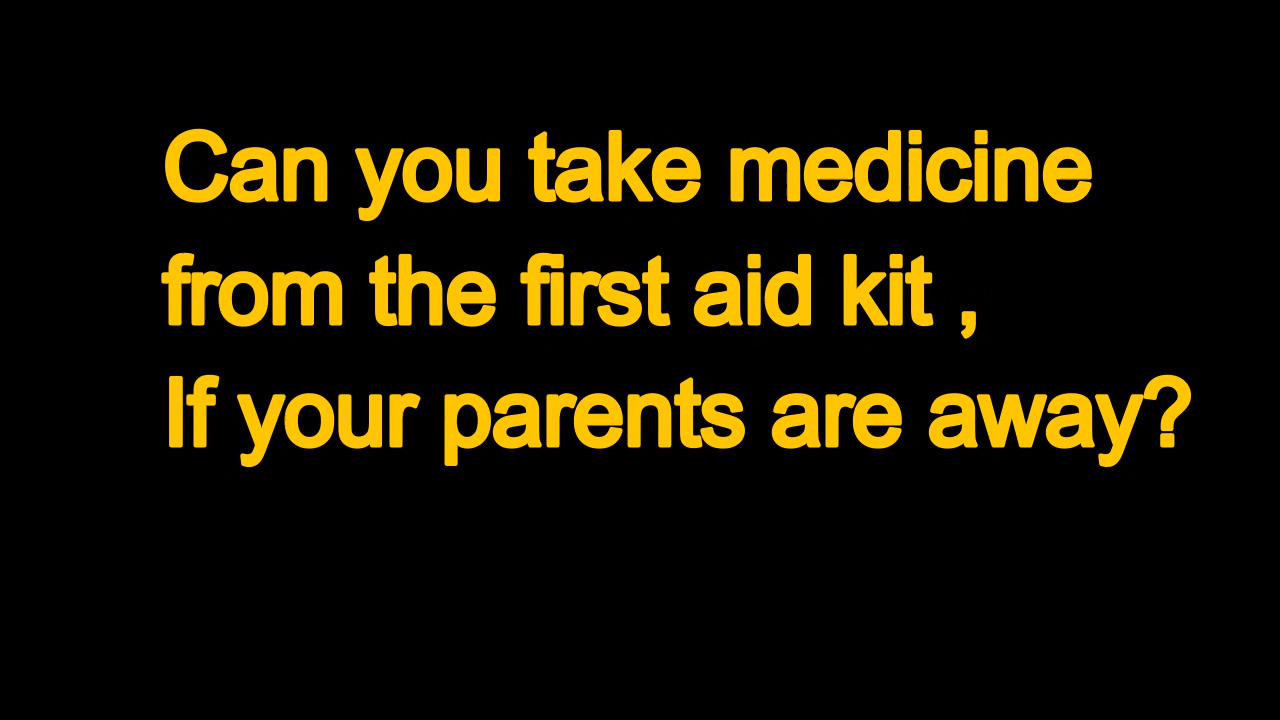 Can you take medicine
from the first aid kit ,
If your parents are away?